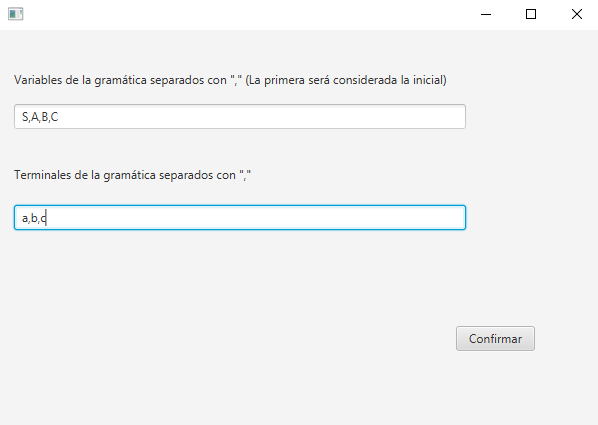 Variables de la gramática separados con "," (La primera será considerada la inicial)
S,A,B,C
Terminales de la gramática separados con ","
a,b,c
Confirmar